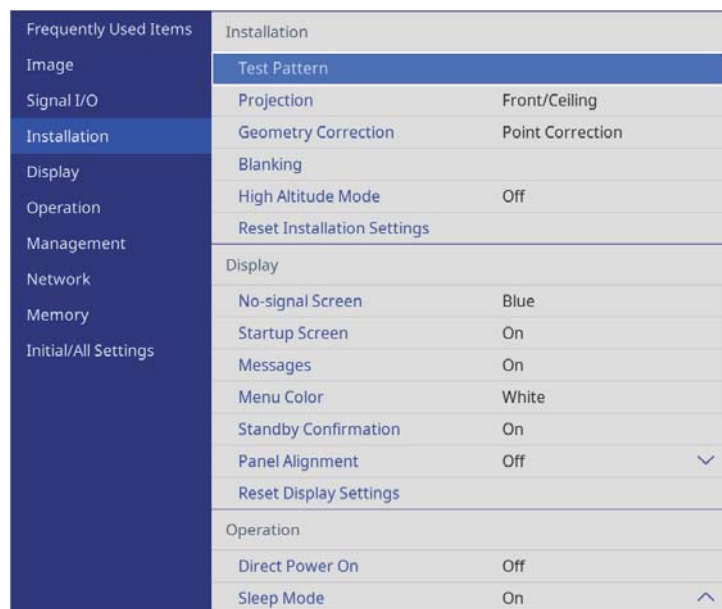 Frequently Used Items
Image
Signal I/O
Installation
Display
Operation
Management
Network
Memory
Initial/All Settings
Installation
Test Pattern
Projection Front/Ceiling
Geometry Correction Point Correction
Blanking
High Altitude Mode Off
Reset Installation Settings
Display
No-signal Screen Blue
Startup Screen On
Messages On
Menu Color White
Standby Confirmation On
Panel Alignment Off
Reset Display Settings
Operation
Direct Power On Off
Sleep Mode On